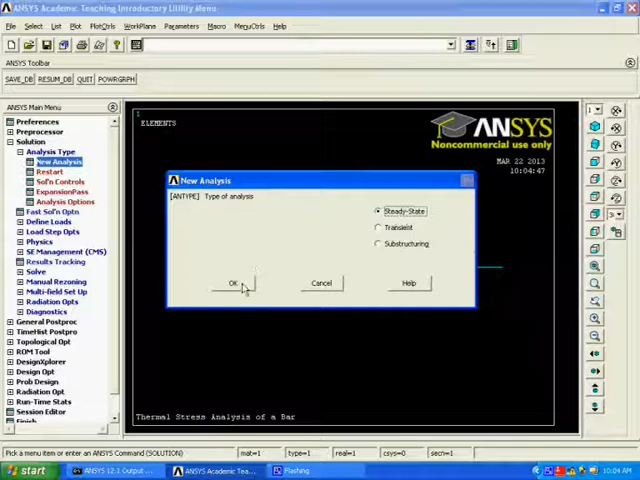 ANSYS Academic Teaching Introductory Utility Menu
File Select List Plot PlotCtrls WorkPlane Parameters Macro MenuCtrls Help
ANSYS Toolbar
SAVE_DB RESUM_DB QUIT POWRGRPH
ANSYS Main Menu
Preferences
Preprocessor
Solution
Analysis Type
New Analysis
Restart
Sol'n Controls
ExpansionPass
Analysis Options
Fast Sol'n Optn
Define Loads
Load Step Opts
Physics
SE Management (CMS)
Results Tracking
Solve
Manual Rezoning
Multi-field Set Up
Radiation Opts
Diagnostics
General Postproc
TimeHist Postpro
Topological Opt
ROM Tool
DesignXplorer
Design Opt
Prob Design
Radiation Opt
Run-Time Stats
Session Editor
Finish
1
ELEMENTS
ANSYS
Noncommercial use only
MAR 22 2013
10:04:47
New Analysis
[ANTYPE] Type of analysis
Steady-State
Transient
Substructuring
OK Cancel Help
Thermal Stress Analysis of a Bar
1
3
Pick a menu item or enter an ANSYS Command (SOLUTION) mat=1 type=1 real=1 csys=0 secn=1
start ANSYS 12.1 Output ... ANSYS Academic Tea... Flashing 10:04 AM